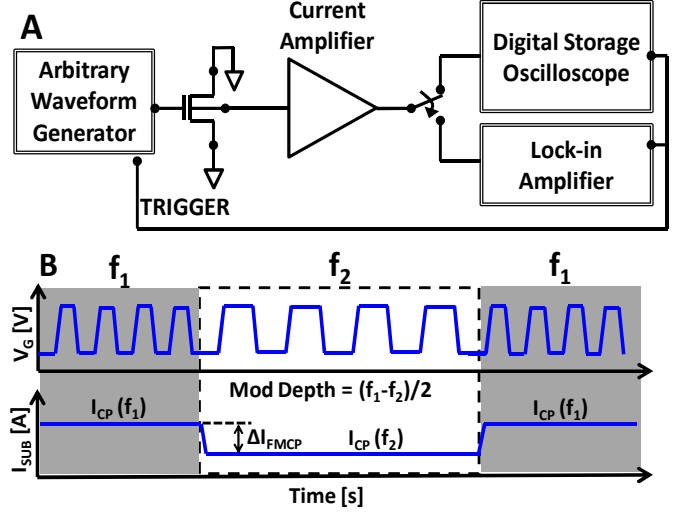 A
Current
Amplifier
Arbitrary
Waveform
Generator
Digital Storage
Oscilloscope
Lock-in
Amplifier
TRIGGER
B
f1
f2
f1
VG [V]
Mod Depth = (f1-f2)/2
ISUB [A]
ICP (f1)
ΔIFMCP
ICP (f2)
ICP (f1)
Time [s]